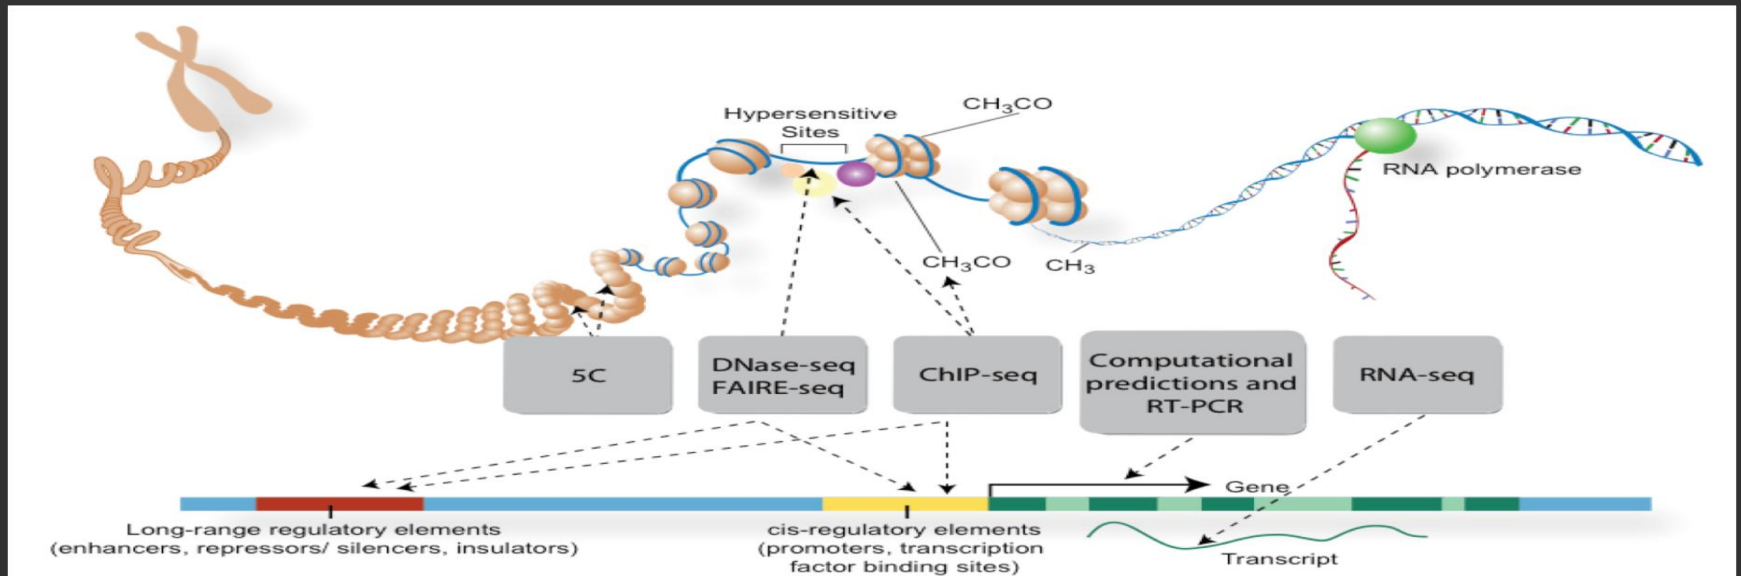 Hypersensitive
Sites
CH₃CO
RNA polymerase
CH₃CO
CH₃
5C
DNase-seq
FAIRE-seq
ChIP-seq
Computational
predictions and
RT-PCR
RNA-seq
Gene
Long-range regulatory elements
(enhancers, repressors/ silencers, insulators)
cis-regulatory elements
(promoters, transcription
factor binding sites)
Transcript